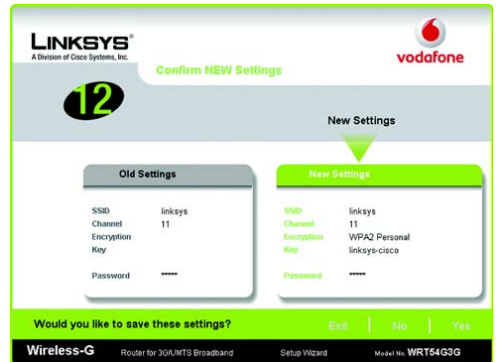 LINKSYS®
A Division of Cisco Systems, Inc.
vodafone
Confirm NEW Settings
12
New Settings
Old Settings
SSID linksys
Channel 11
Encryption
Key
Password *****
New Settings
SSID linksys
Channel 11
Encryption WPA2 Personal
Key linksys-cisco
Password *****
Would you like to save these settings?
Exit No Yes
Wireless-G Router for 3G/UMTS Broadband Setup Wizard Model No. WRT54G3G